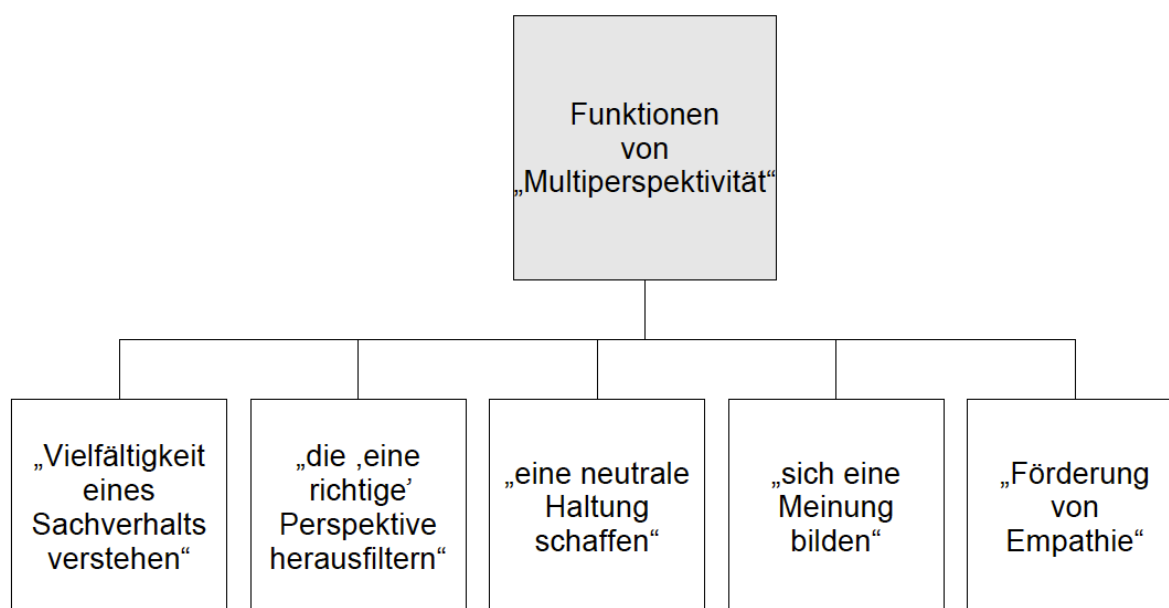 Funktionen
von
„Multiperspektivität“
„Vielfältigkeit
eines
Sachverhalts
verstehen“
„die ‚eine
richtige’
Perspektive
herausfiltern“
„eine neutrale
Haltung
schaffen“
„sich eine
Meinung
bilden“
„Förderung
von
Empathie“